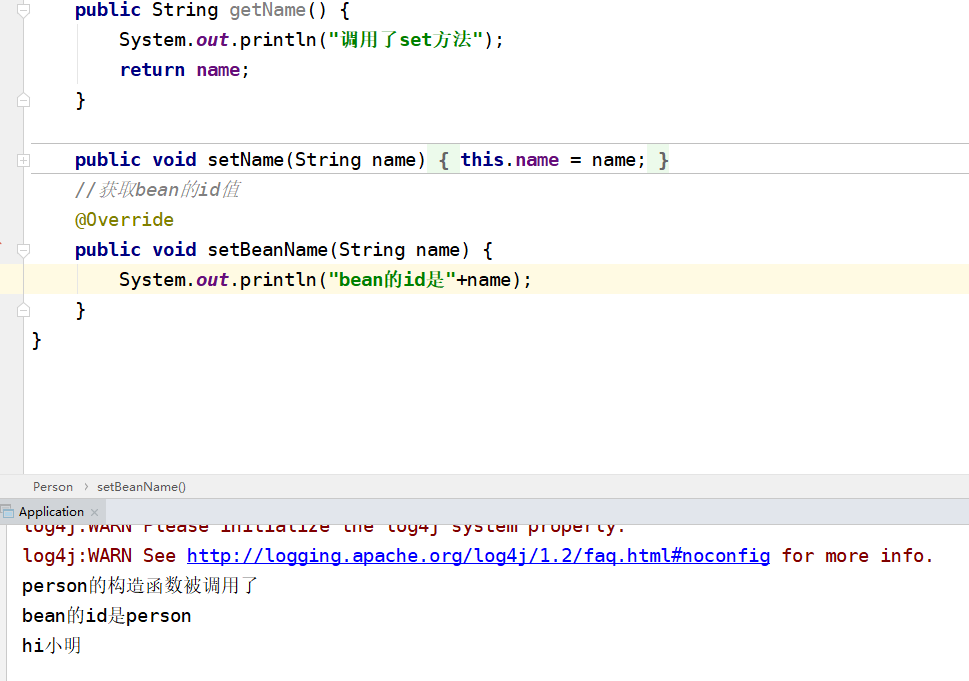 public String getName() {
System.out.println("调用了set方法");
return name;
}
public void setName(String name) { this.name = name; }
//获取bean的id值
@Override
public void setBeanName(String name) {
System.out.println("bean的id是"+name);
}
}
Person › setBeanName()
Application ×
log4j:WARN Please initialize the log4j system properly.
log4j:WARN See http://logging.apache.org/log4j/1.2/faq.html#noconfig for more info.
person的构造函数被调用了
bean的id是person
hi小明